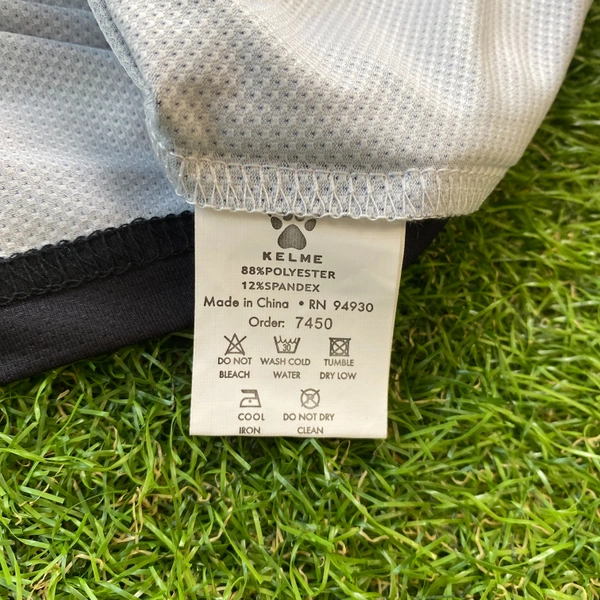 KELME
88%POLYESTER
12%SPANDEX
Made in China • RN 94930
Order: 7450
30
DO NOT BLEACH
WASH COLD WATER
TUMBLE DRY LOW
COOL IRON
DO NOT DRY CLEAN